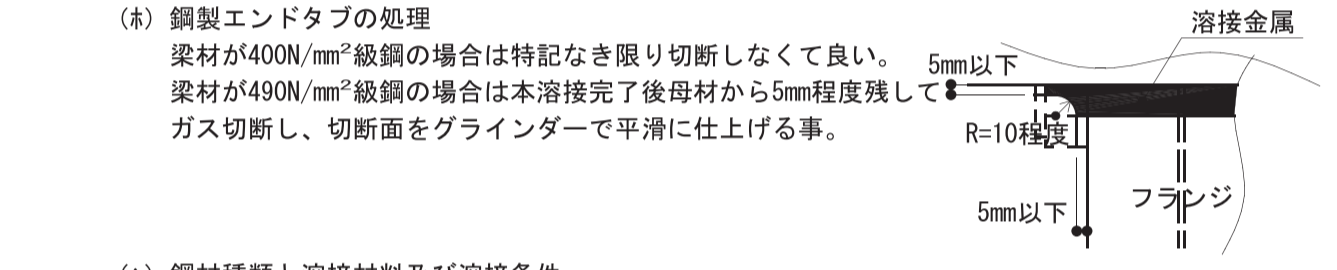 (ホ) 鋼製エンドタブの処理
梁材が400N/mm²級鋼の場合は特記なき限り切断しなくて良い。
梁材が490N/mm²級鋼の場合は本溶接完了後母材から5mm程度残して
ガス切断し、切断面をグラインダーで平滑に仕上げる事。
溶接金属
5mm以下
R=10程度
フランジ
5mm以下